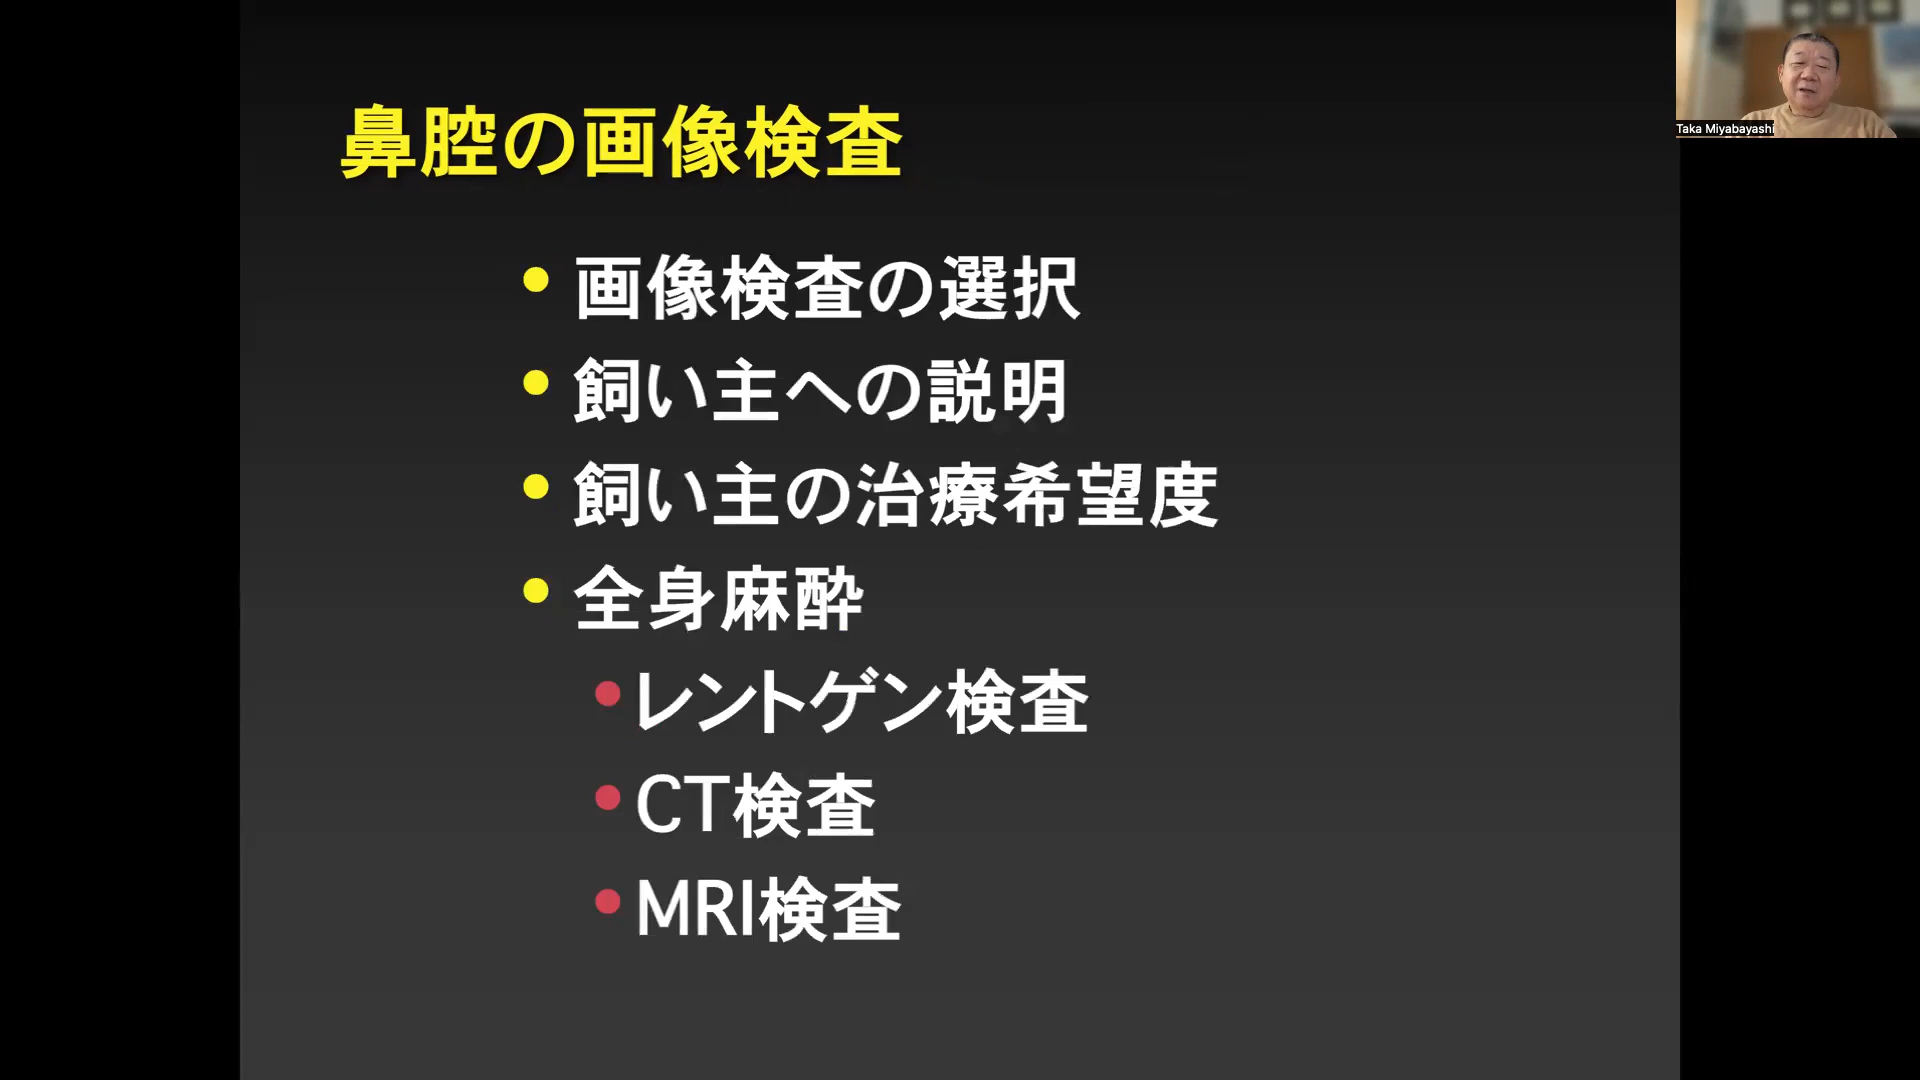 鼻腔の画像検査
Taka Miyabayashi
• 画像検査の選択
• 飼い主への説明
• 飼い主の治療希望度
• 全身麻酔
• レントゲン検査
• CT検査
• MRI検査